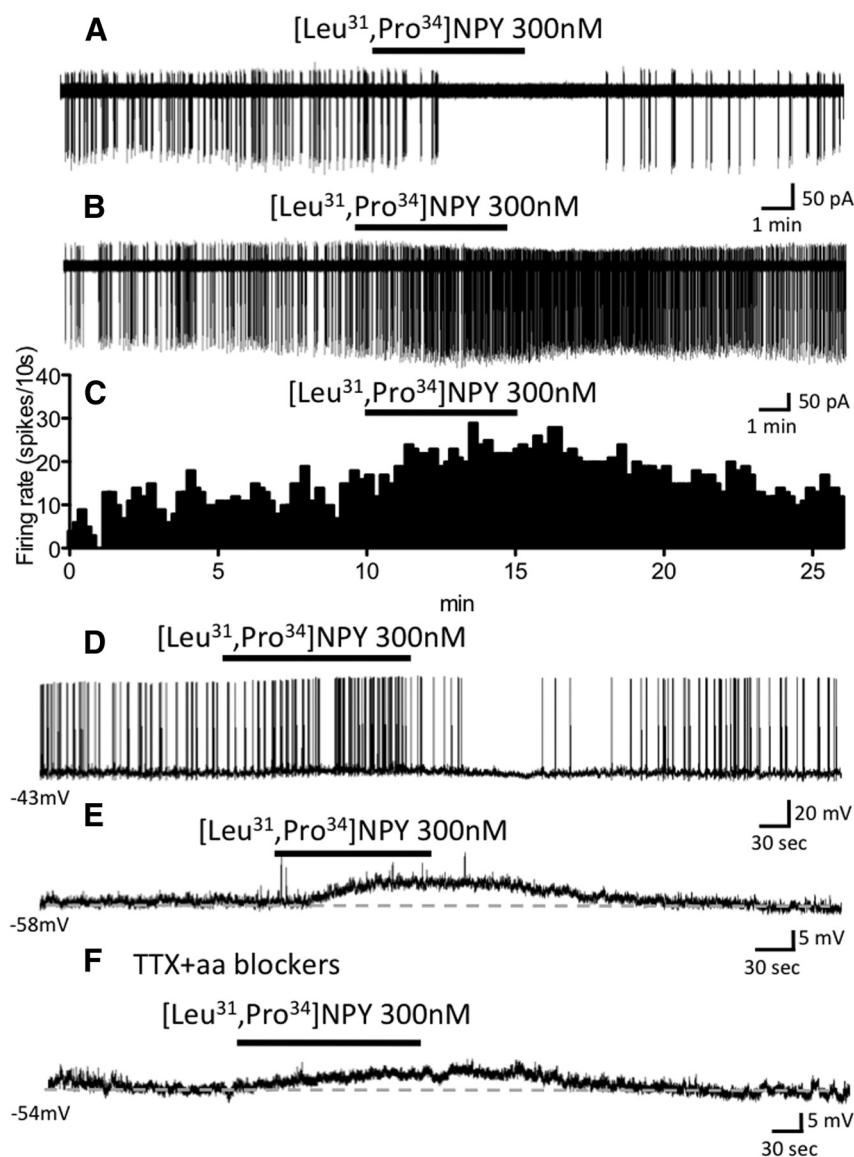 A
[Leu³¹,Pro³⁴]NPY 300nM
50 pA
1 min
B
[Leu³¹,Pro³⁴]NPY 300nM
50 pA
1 min
C
[Leu³¹,Pro³⁴]NPY 300nM
Firing rate (spikes/10s)
40
30
20
10
0
0 5 10 15 20 25
min
D
[Leu³¹,Pro³⁴]NPY 300nM
-43mV
20 mV
30 sec
E
[Leu³¹,Pro³⁴]NPY 300nM
-58mV
5 mV
30 sec
F TTX+aa blockers
[Leu³¹,Pro³⁴]NPY 300nM
-54mV
5 mV
30 sec